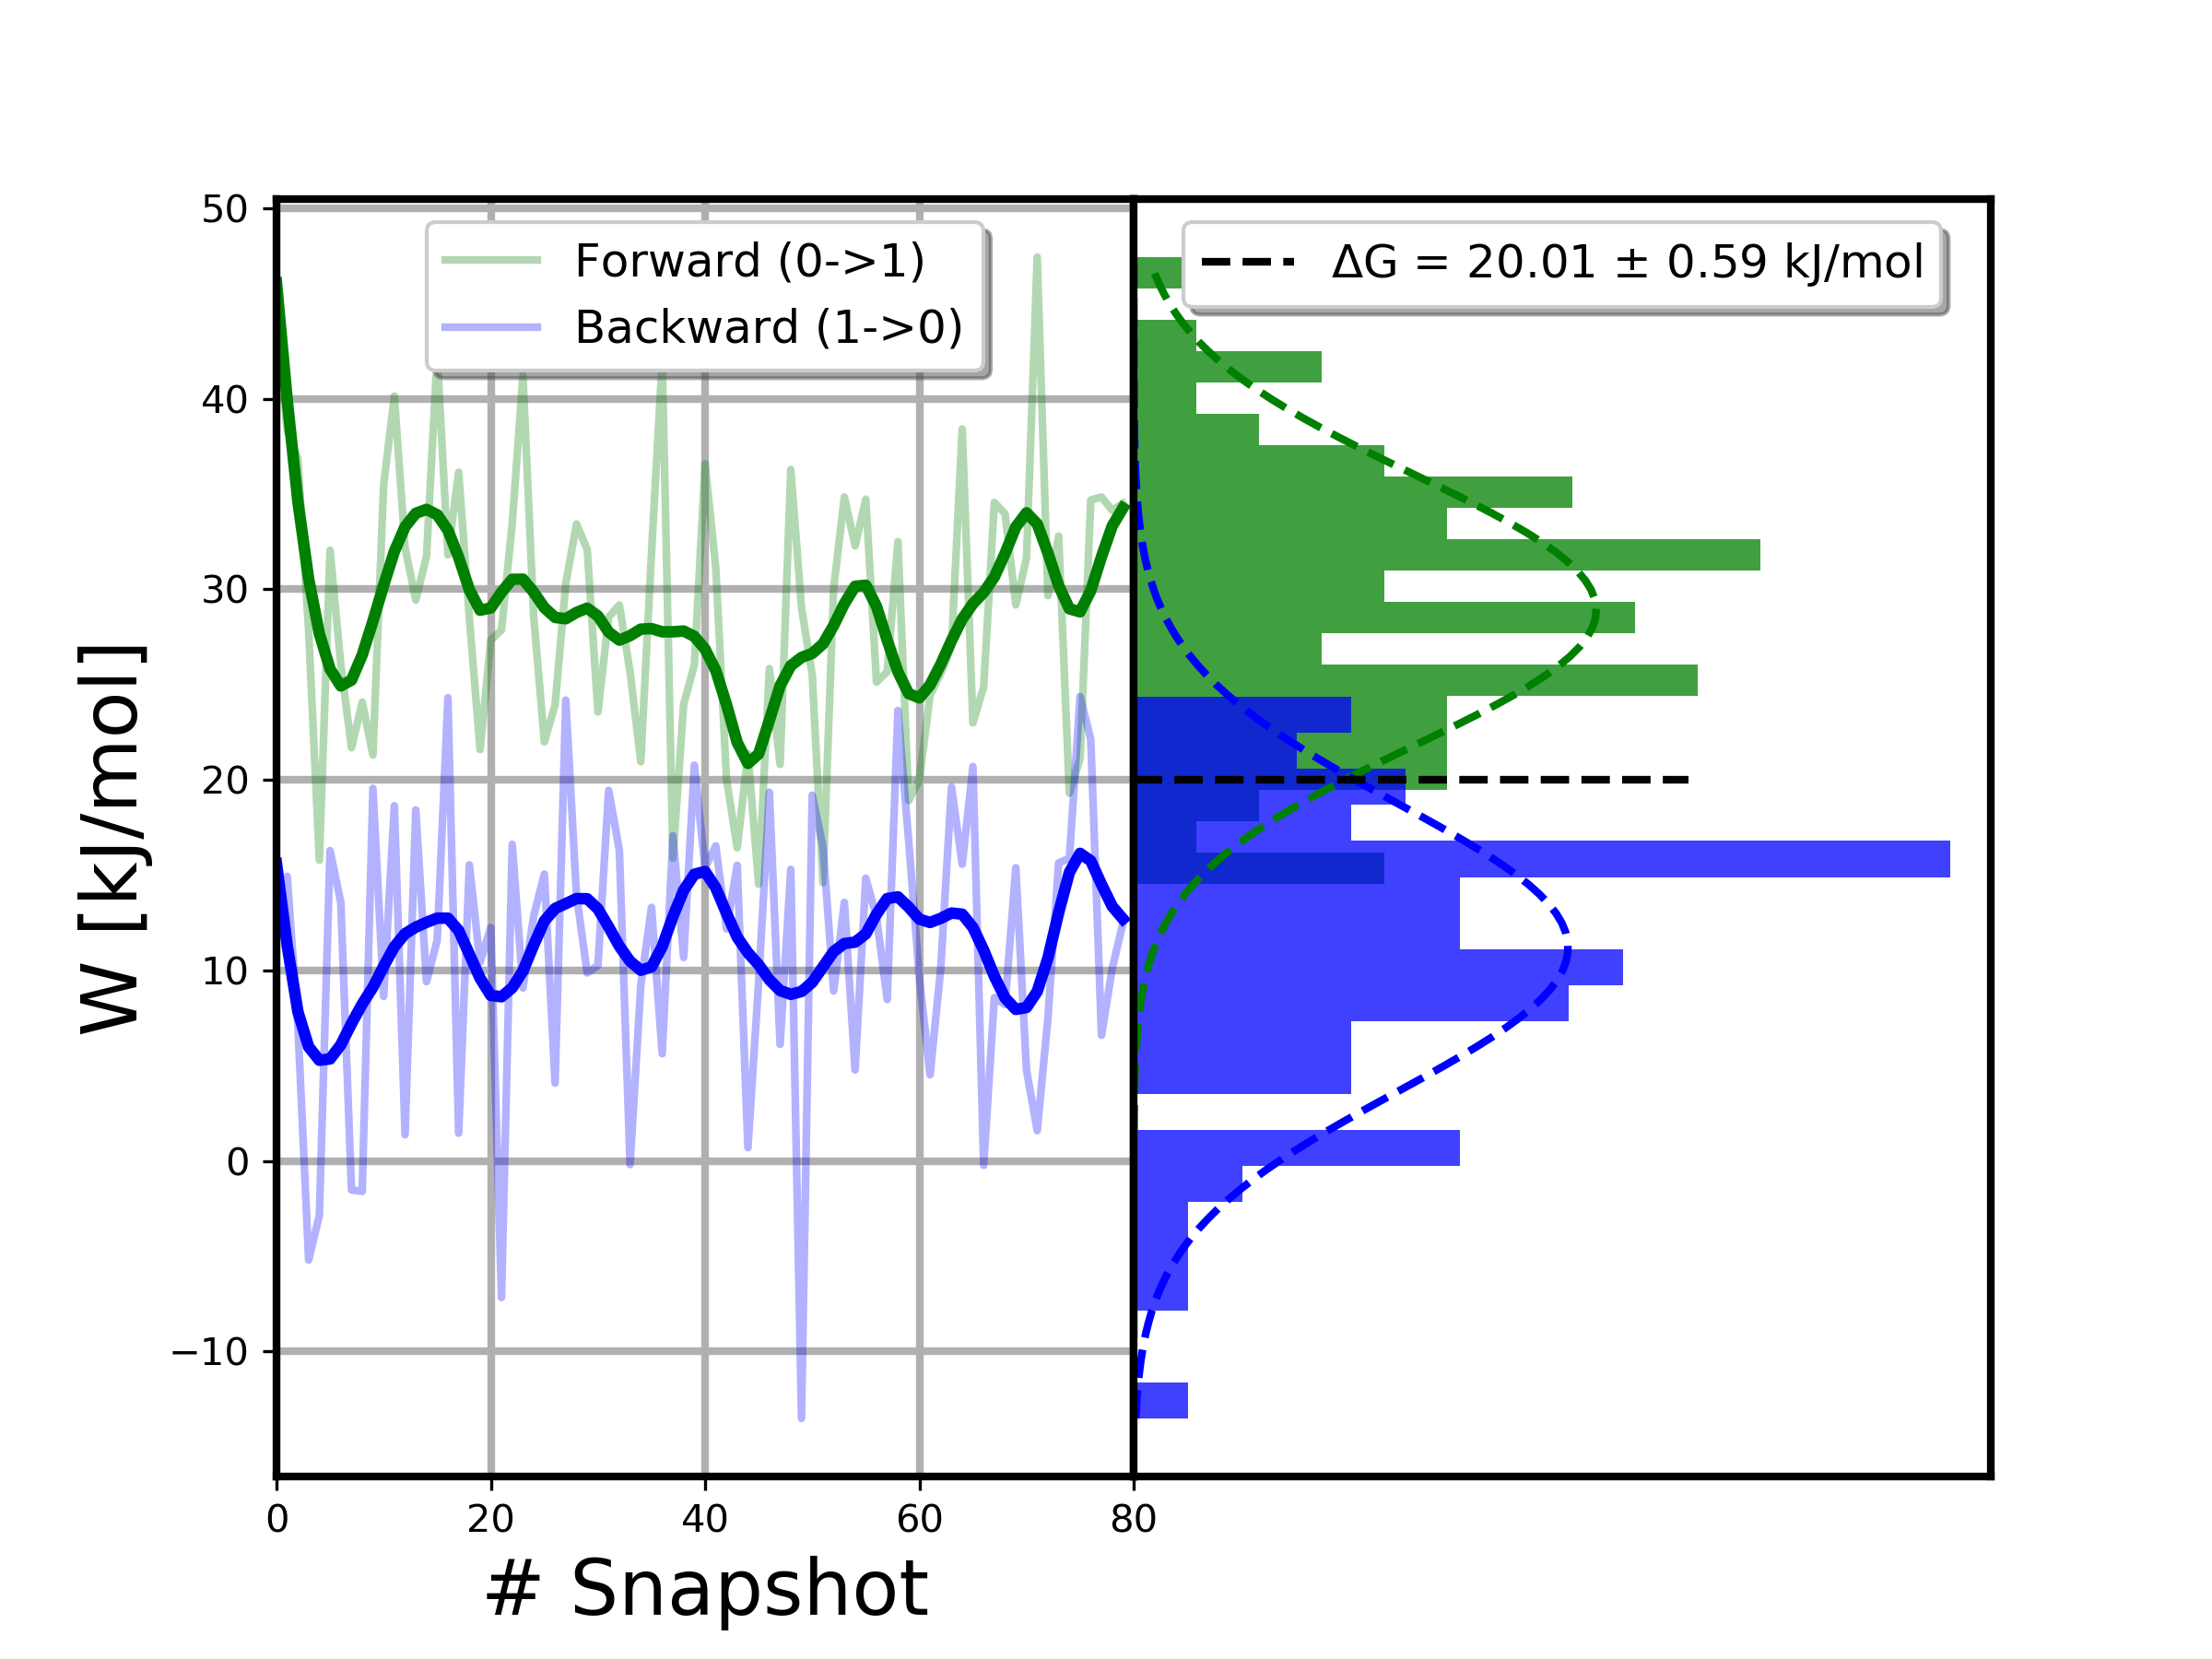 W [kJ/mol]
50
40
30
20
10
0
−10
Forward (0->1)
Backward (1->0)
ΔG = 20.01 ± 0.59 kJ/mol
0 20 40 60 80
# Snapshot